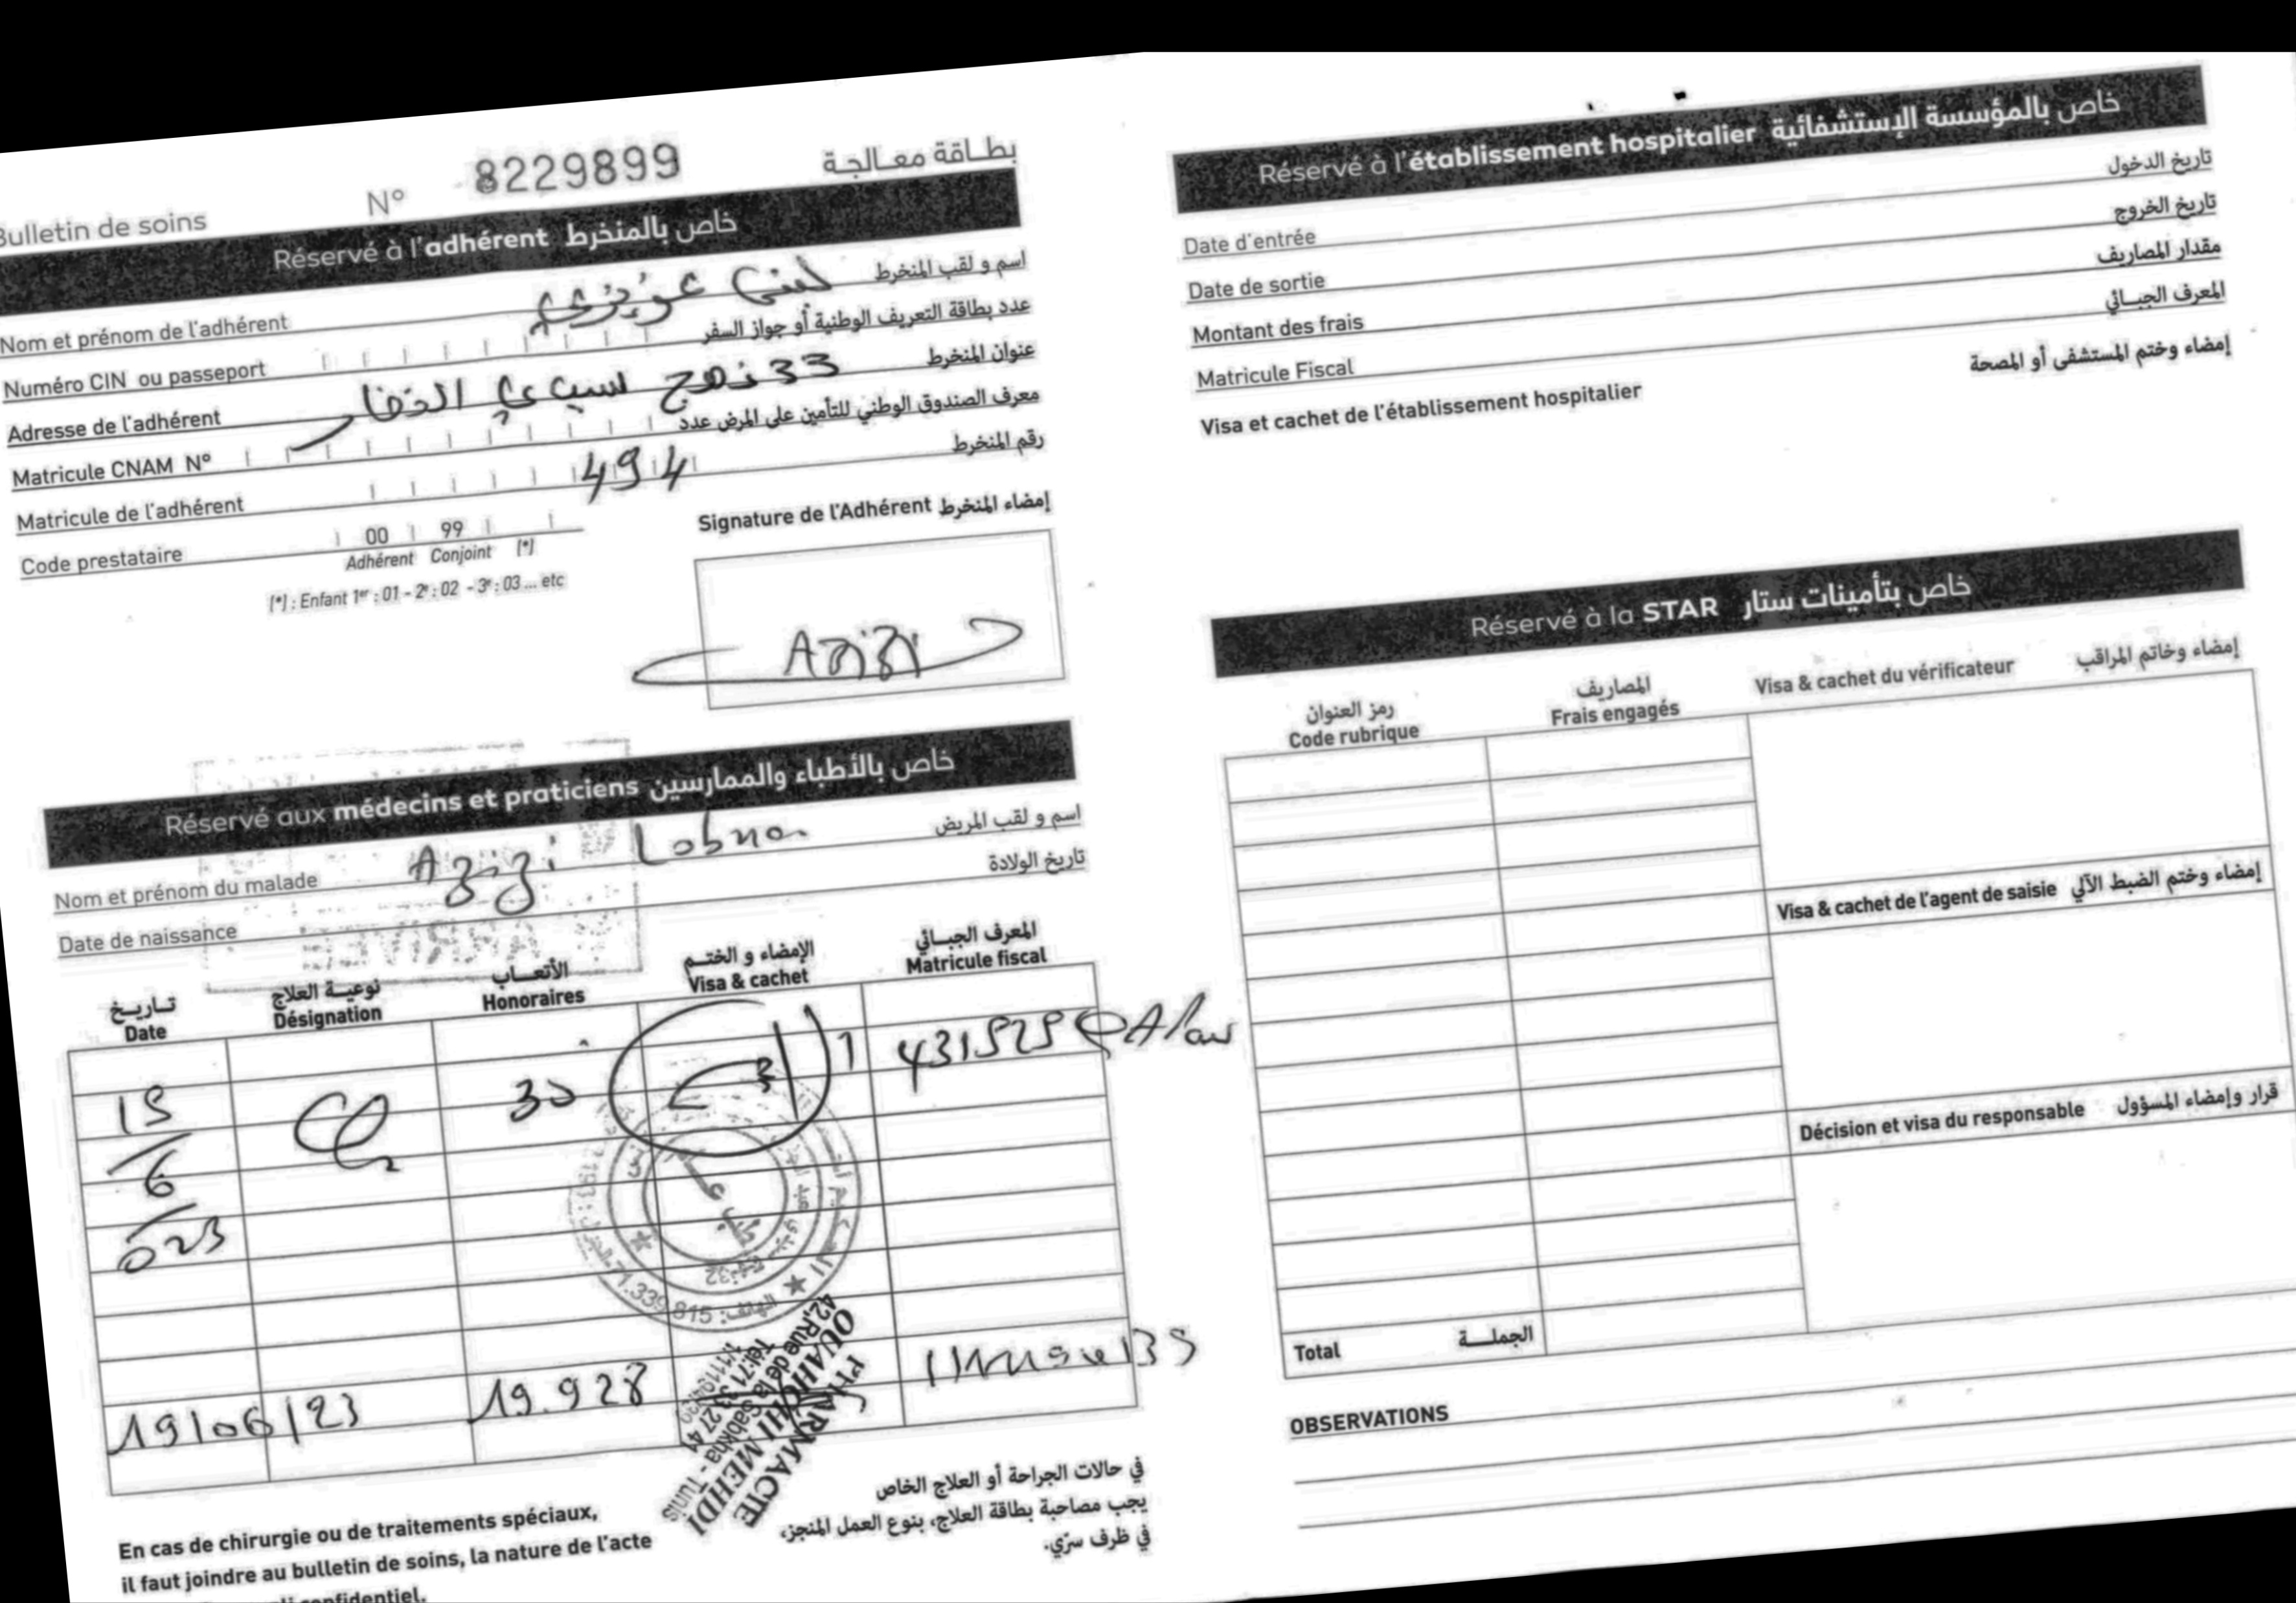 Bulletin de soins N° 8229899 بطاقة معالجة
Réservé à l'adhérent خاص بالمنخرط
Nom et prénom de l'adhérent لبنى عزيزي اسم و لقب المنخرط
Numéro CIN ou passeport عدد بطاقة التعريف الوطنية أو جواز السفر
Adresse de l'adhérent 33 نهج سيدي عنوان المنخرط
Matricule CNAM N° معرف الصندوق الوطني للتأمين على المرض عدد
Matricule de l'adhérent 494 رقم المنخرط
Code prestataire 00 99
Adhérent Conjoint (*)
(*) : Enfant 1er : 01 - 2e : 02 - 3e : 03 ... etc
Signature de l'Adhérent إمضاء المنخرط
Azizi
Réservé aux médecins et praticiens خاص بالأطباء والممارسين
Nom et prénom du malade Azizi Lobna اسم و لقب المريض
Date de naissance تاريخ الولادة
تاريخ نوعية العلاج الأتعاب الإمضاء و الختم المعرف الجبائي
Date Désignation Honoraires Visa & cachet Matricule fiscal
15 30 431525
6
023
الهاتف: 71.339.815
19/06/23 19.928
PHARMACIE
OUAHCHI MEHDI
42, Rue de la Sabkha - Tunis
En cas de chirurgie ou de traitements spéciaux,
il faut joindre au bulletin de soins, la nature de l'acte
confidentiel.
في حالات الجراحة أو العلاج الخاص
يجب مصاحبة بطاقة العلاج، بنوع العمل المنجز،
في ظرف سرّي.
Réservé à l'établissement hospitalier خاص بالمؤسسة الإستشفائية
Date d'entrée تاريخ الدخول
Date de sortie تاريخ الخروج
Montant des frais مقدار المصاريف
Matricule Fiscal المعرف الجبائي
Visa et cachet de l'établissement hospitalier إمضاء وختم المستشفى أو المصحة
Réservé à la STAR خاص بتأمينات ستار
رمز العنوان المصاريف Visa & cachet du vérificateur إمضاء وخاتم المراقب
Code rubrique Frais engagés
Visa & cachet de l'agent de saisie إمضاء وختم الضبط الآلي
Décision et visa du responsable قرار وإمضاء المسؤول
Total الجملة
OBSERVATIONS